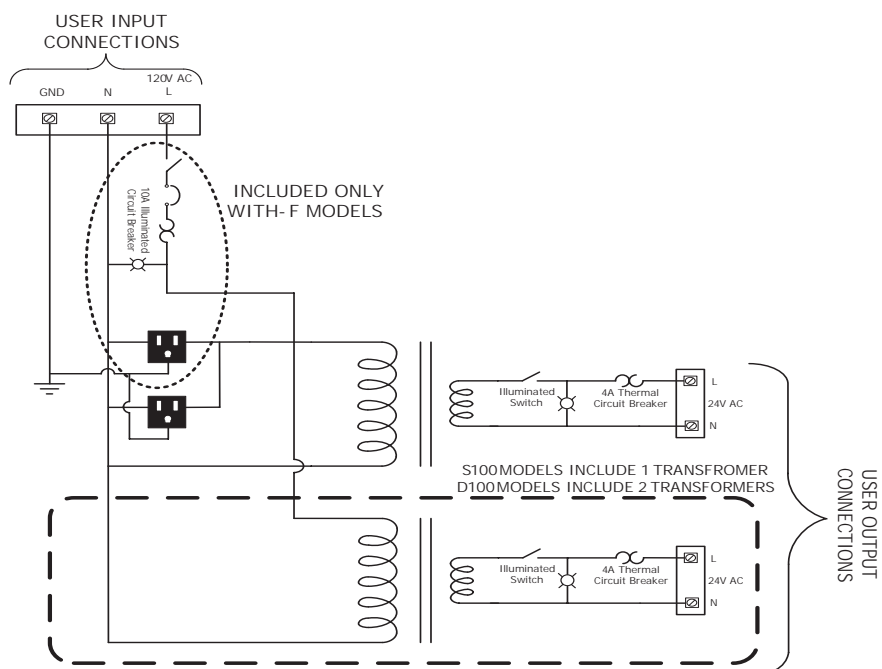 USER INPUT
CONNECTIONS
120V AC
GND
N
L
10A Illuminated
Circuit Breaker
INCLUDED ONLY
WITH-F MODELS
Illuminated
Switch
4A Thermal
Circuit Breaker
L
24V AC
N
S100 MODELS INCLUDE 1 TRANSFROMER
D100 MODELS INCLUDE 2 TRANSFORMERS
Illuminated
Switch
4A Thermal
Circuit Breaker
L
24V AC
N
USER OUTPUT
CONNECTIONS